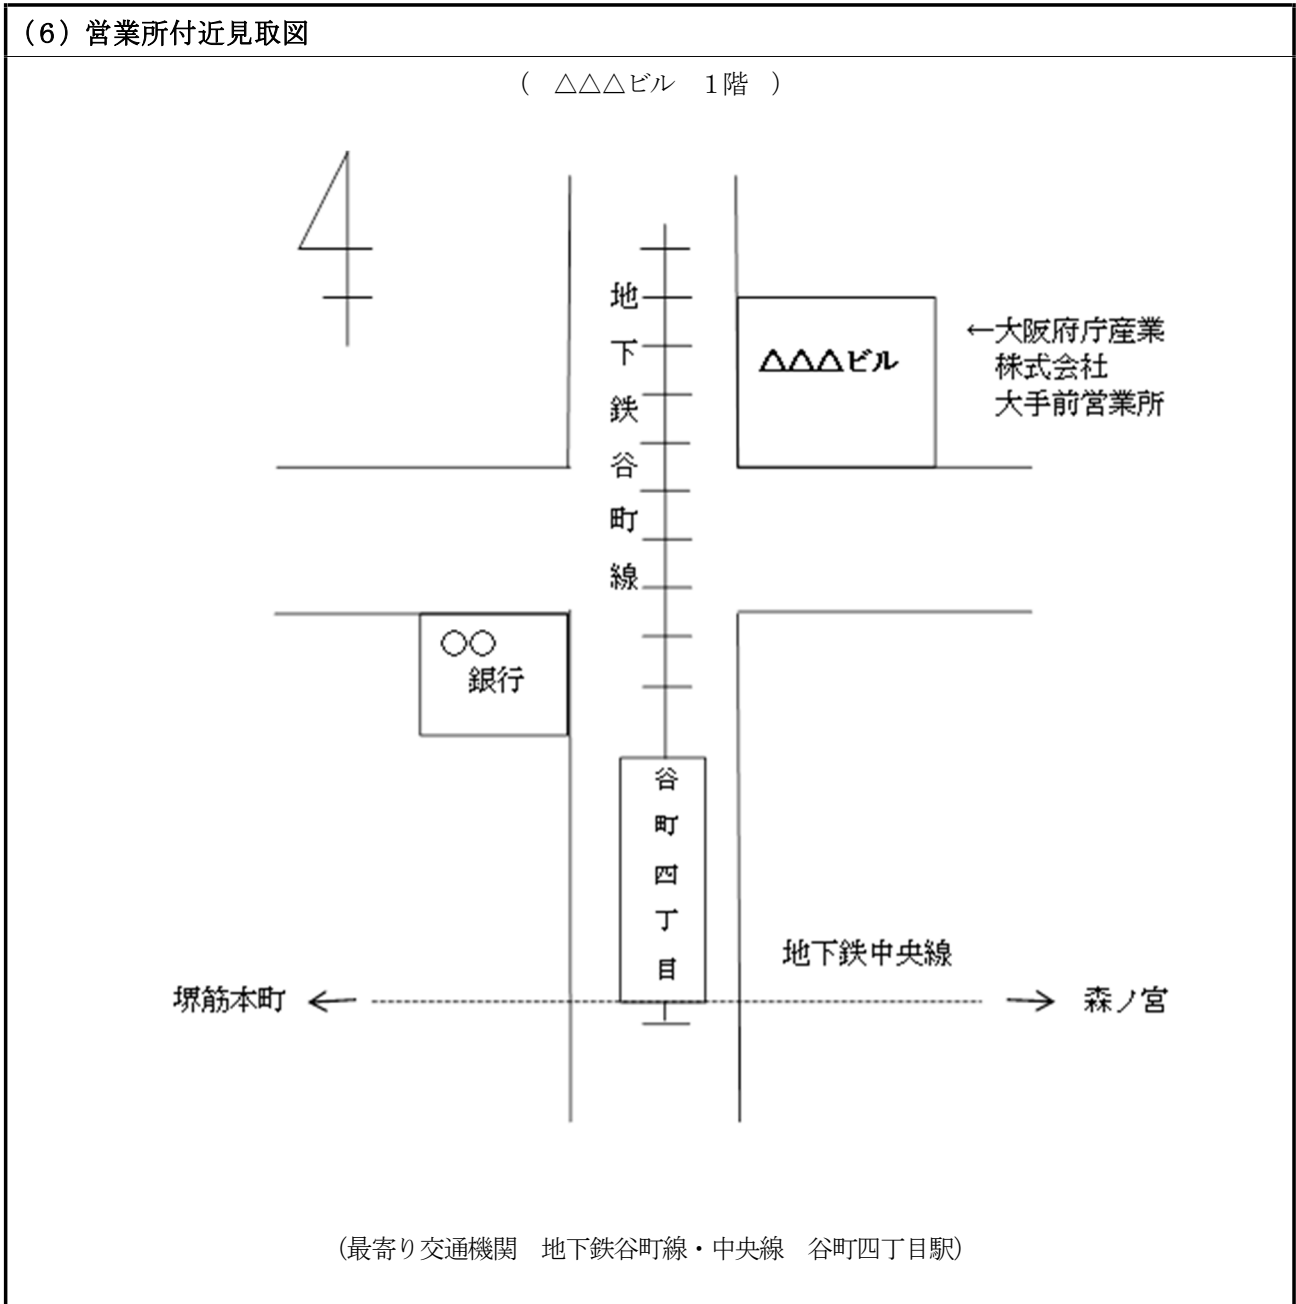 （6）営業所付近見取図
（　△△△ビル　１階　）
地下鉄谷町線
△△△ビル
←大阪府庁産業
株式会社
大手前営業所
○○
銀行
谷町四丁目
地下鉄中央線
堺筋本町
森ノ宮
（最寄り交通機関　地下鉄谷町線・中央線　谷町四丁目駅）